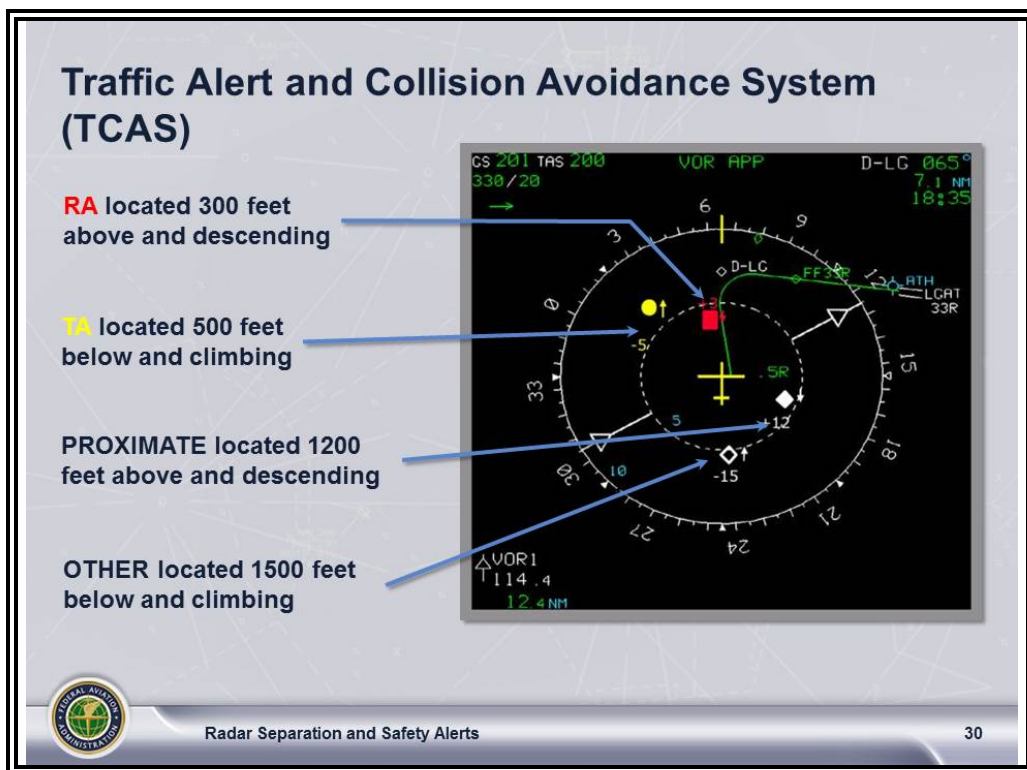 Traffic Alert and Collision Avoidance System
(TCAS)
RA located 300 feet
above and descending
TA located 500 feet
below and climbing
PROXIMATE located 1200
feet above and descending
OTHER located 1500 feet
below and climbing
GS 201 TAS 200
VOR APP
D-LG 065°
330/20
7.1 NM
→
18:35
6
3
9
D-LG
FF33R
12
ATH
LGAT
33R
0
+3
-5
15
33
.5R
5
+12
30
10
-15
18
27
24
21
VOR1
114.4
12.4 NM
FEDERAL AVIATION
ADMINISTRATION
Radar Separation and Safety Alerts
30